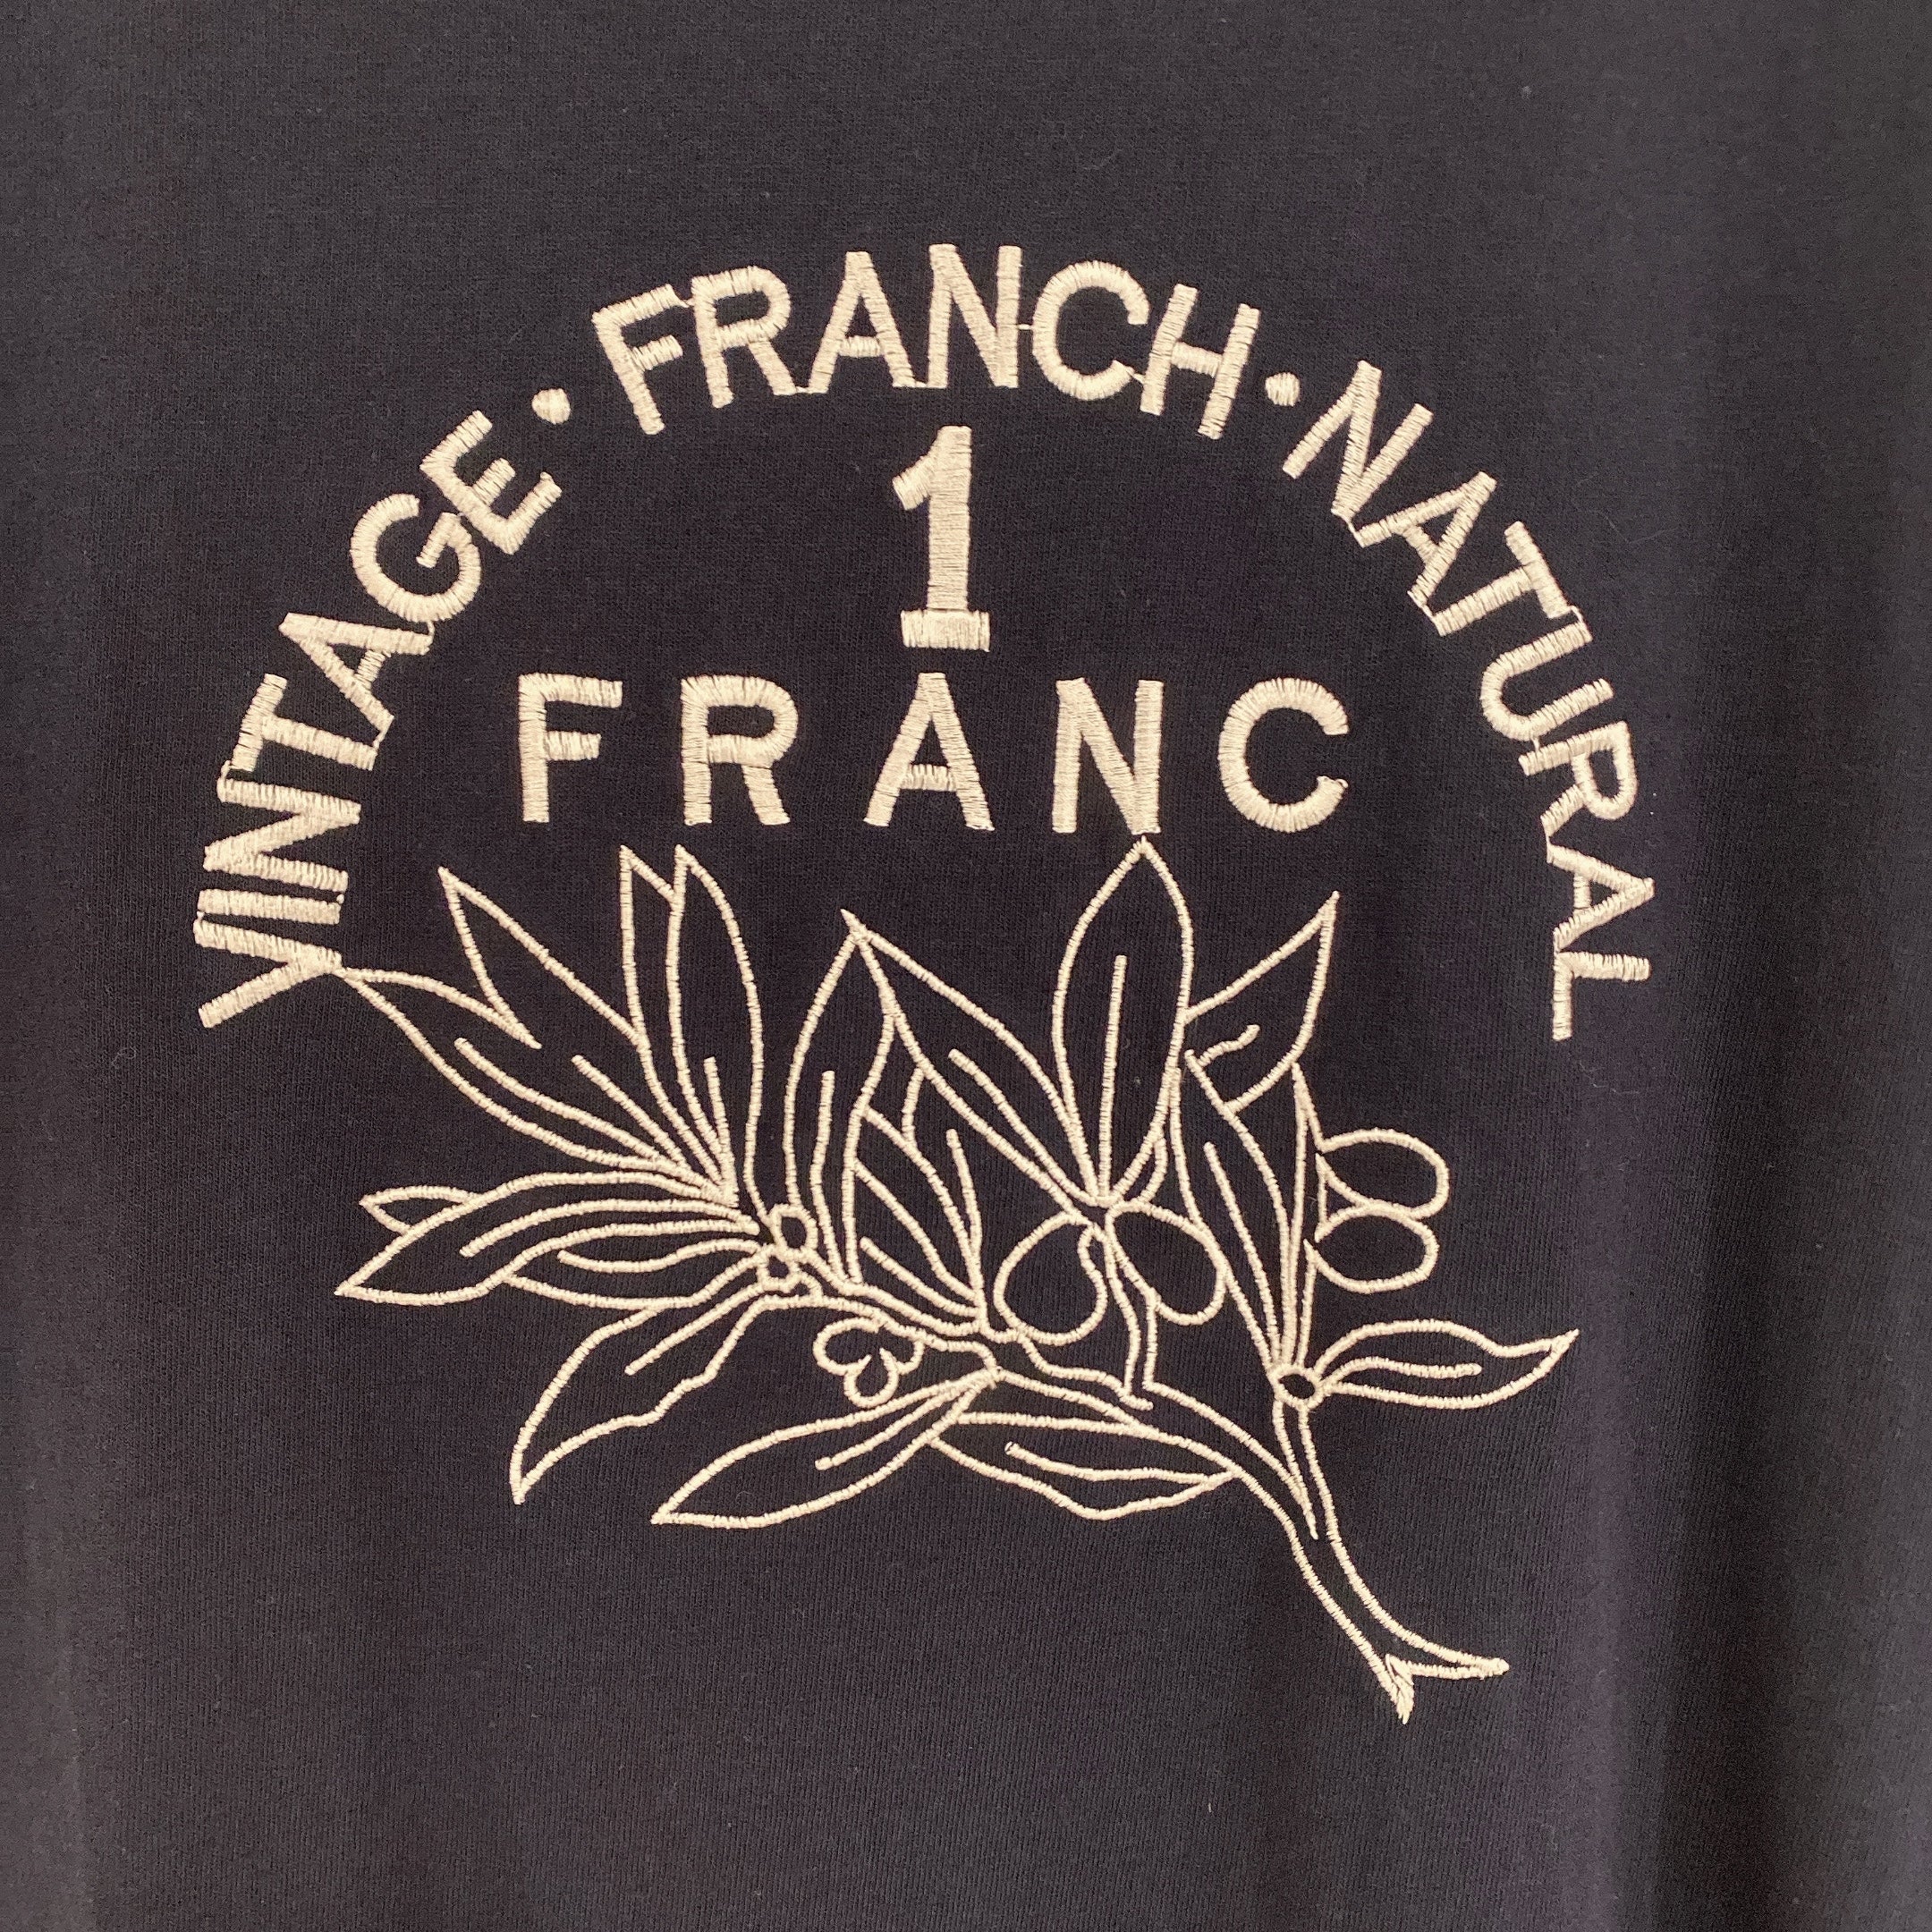 VINTAGE • FRANCH • NATURAL
1
FRANC